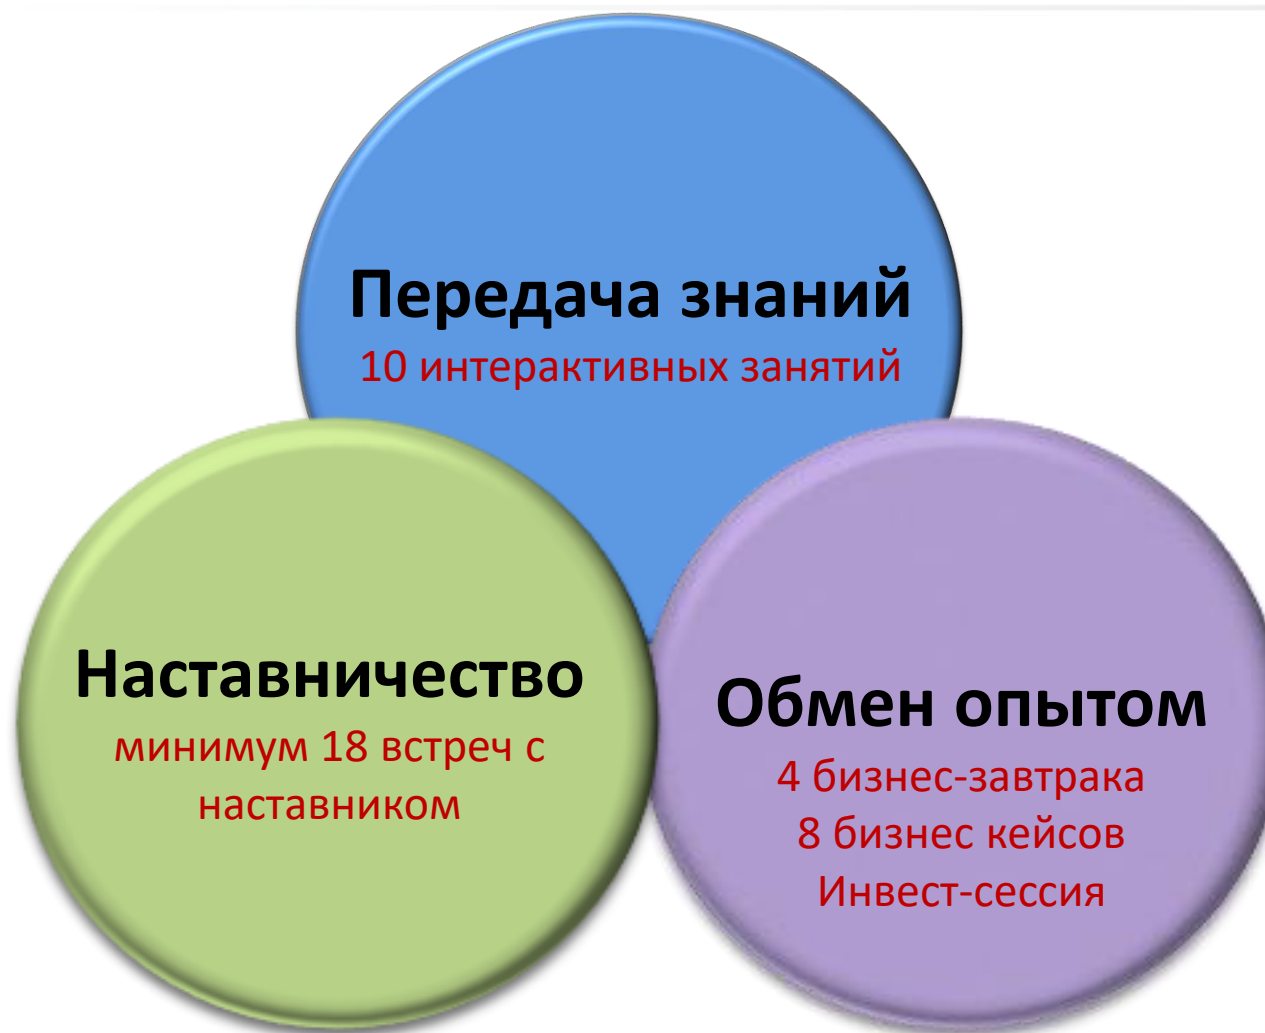 Передача знаний
10 интерактивных занятий
Наставничество
минимум 18 встреч с
наставником
Обмен опытом
4 бизнес-завтрака
8 бизнес кейсов
Инвест-сессия